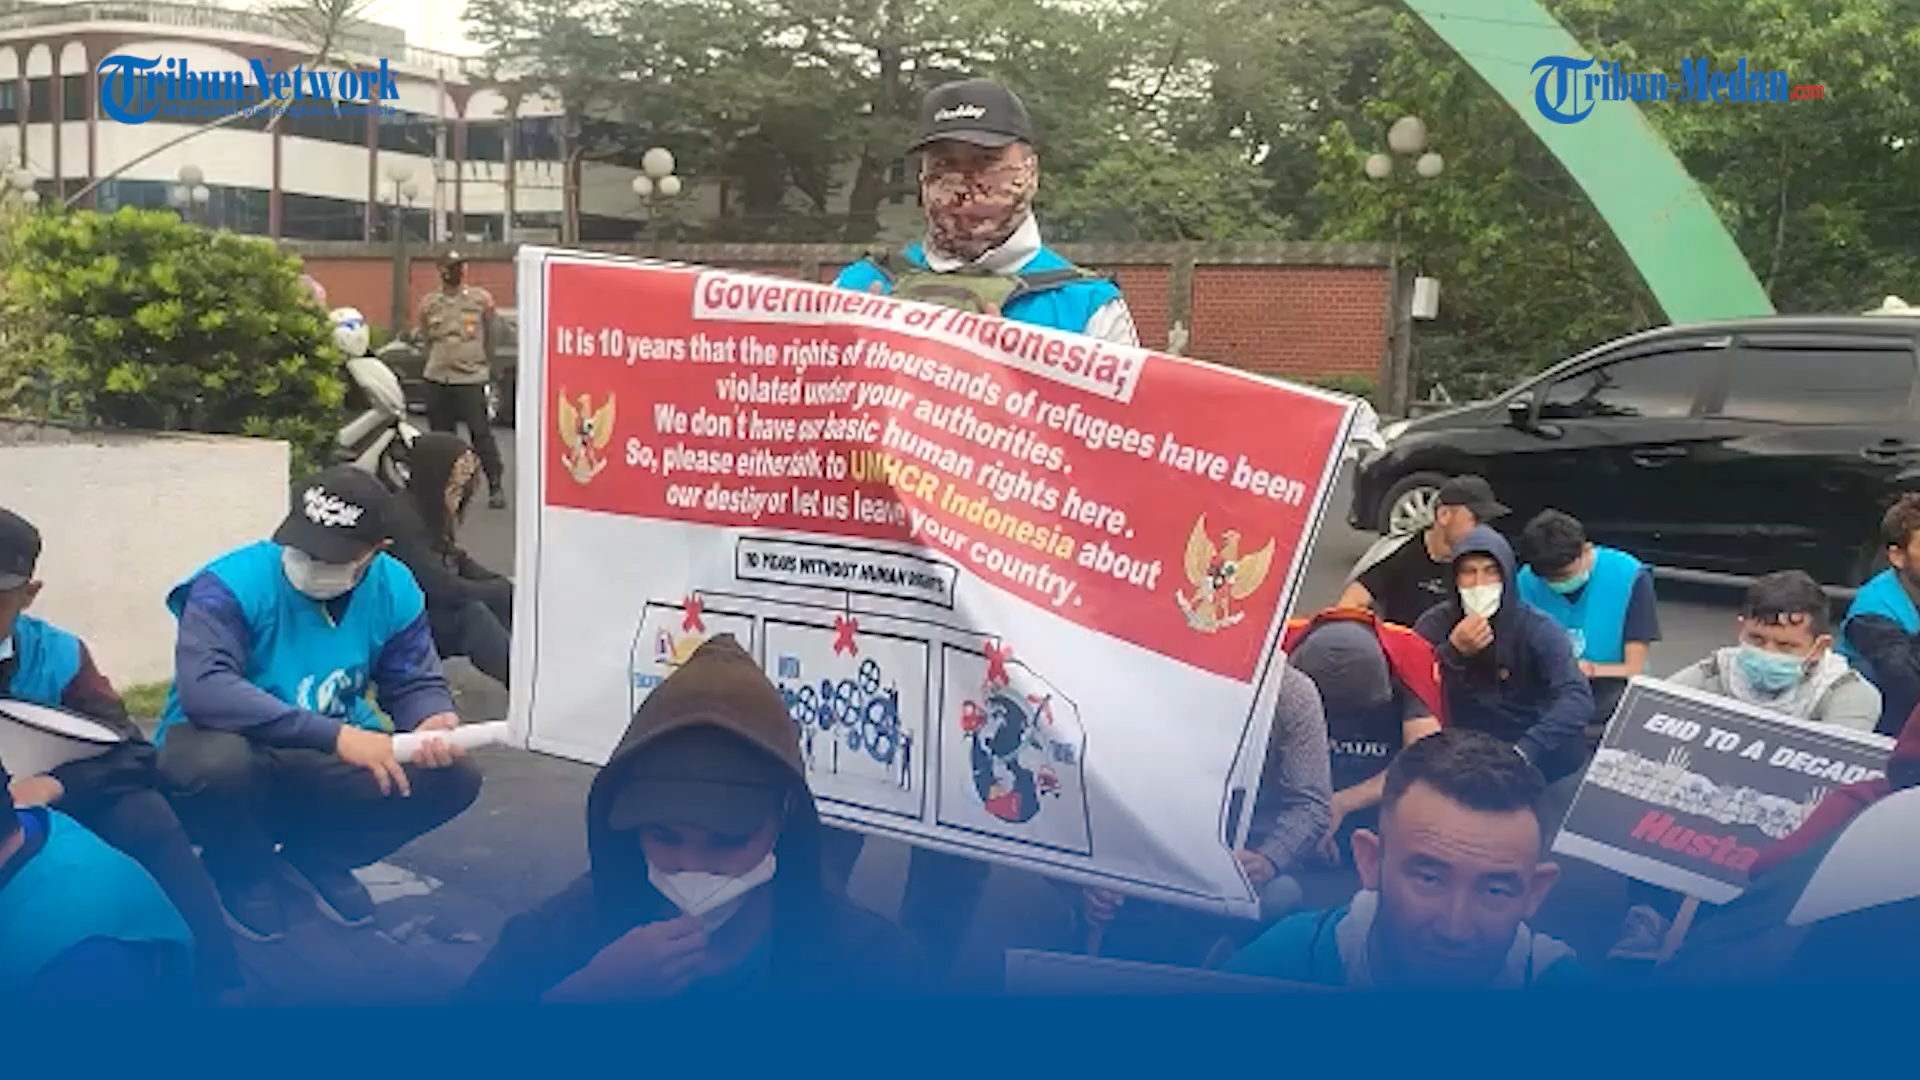 Tribun Network
Tribun-Medan.com
Government of Indonesia;
It is 10 years that the rights of thousands of refugees have been
violated under your authorities.
We don't have our basic human rights here.
So, please either talk to UNHCR Indonesia about
our destiny or let us leave your country.
10 YEARS WITHOUT HUMAN RIGHTS
END TO A DECADE